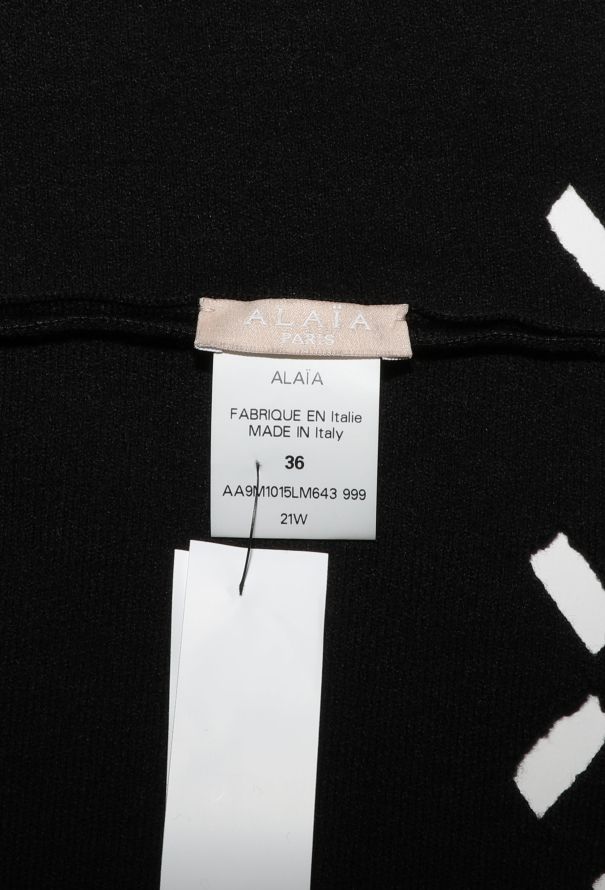 ALAÏA
PARIS
ALAÏA
FABRIQUE EN Italie
MADE IN Italy
36
AA9M1015LM643 999
21W